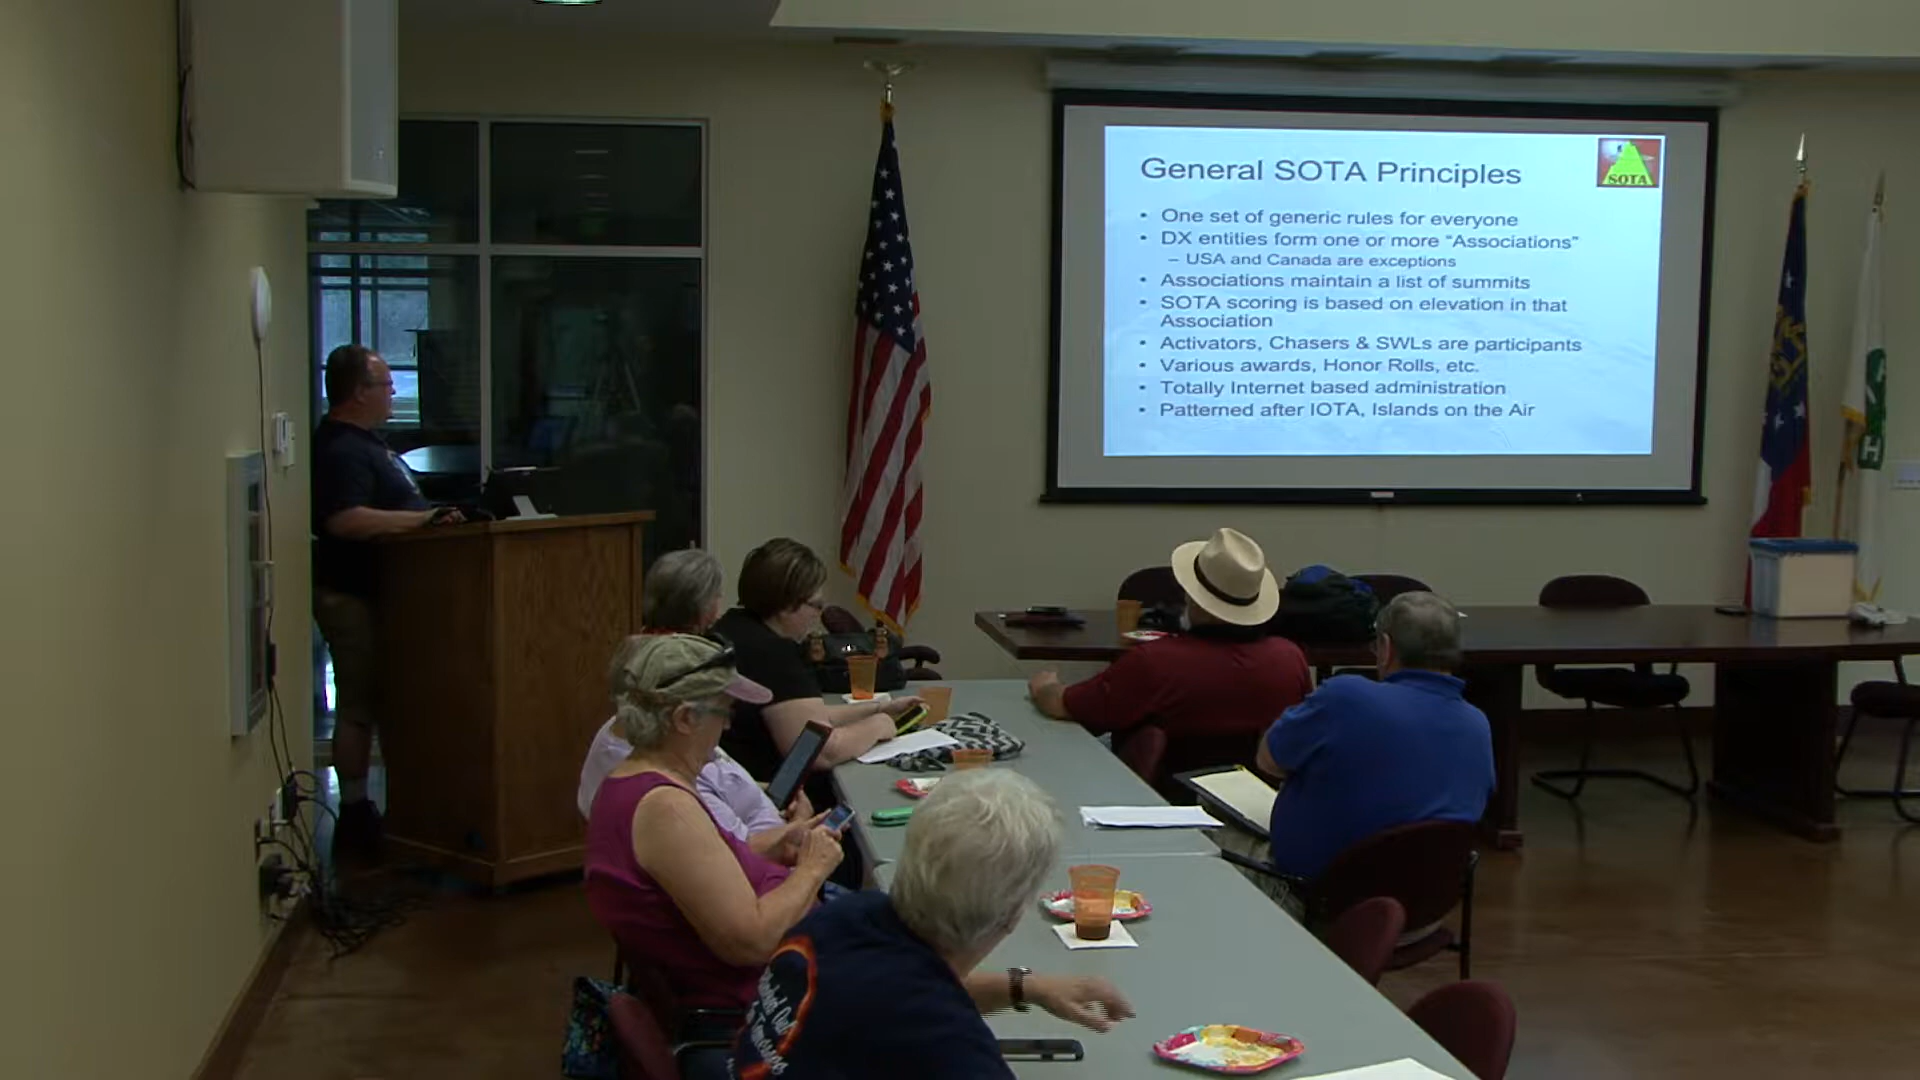 General SOTA Principles
SOTA
• One set of generic rules for everyone
• DX entities form one or more “Associations”
– USA and Canada are exceptions
• Associations maintain a list of summits
• SOTA scoring is based on elevation in that
Association
• Activators, Chasers & SWLs are participants
• Various awards, Honor Rolls, etc.
• Totally Internet based administration
• Patterned after IOTA, Islands on the Air
H